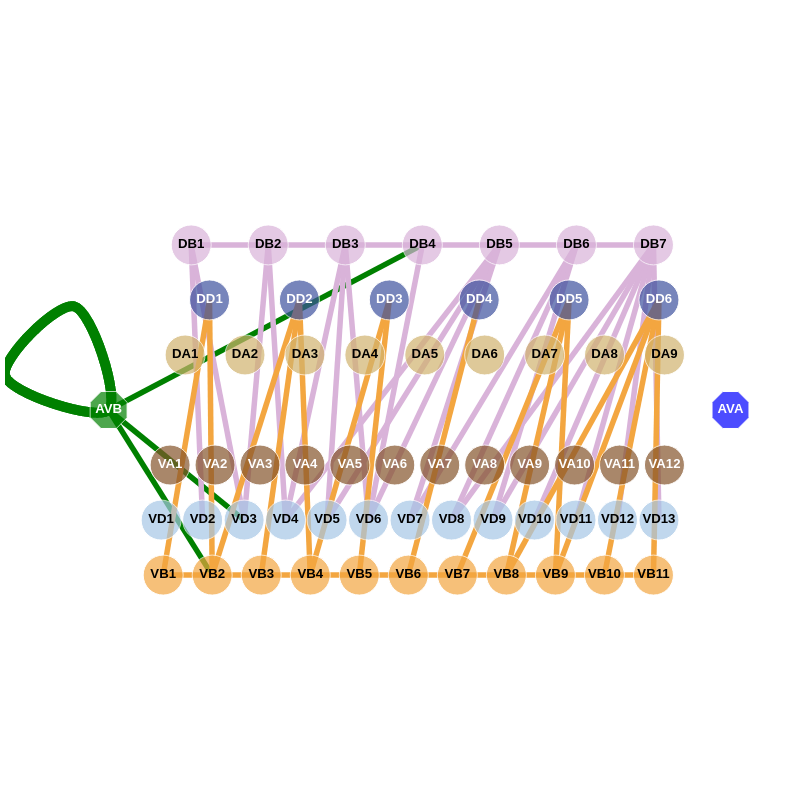 DB1 DB2 DB3 DB4 DB5 DB6 DB7
DD1 DD2 DD3 DD4 DD5 DD6
DA1 DA2 DA3 DA4 DA5 DA6 DA7 DA8 DA9
AVB AVA
VA1 VA2 VA3 VA4 VA5 VA6 VA7 VA8 VA9 VA10 VA11 VA12
VD1 VD2 VD3 VD4 VD5 VD6 VD7 VD8 VD9 VD10 VD11 VD12 VD13
VB1 VB2 VB3 VB4 VB5 VB6 VB7 VB8 VB9 VB10 VB11